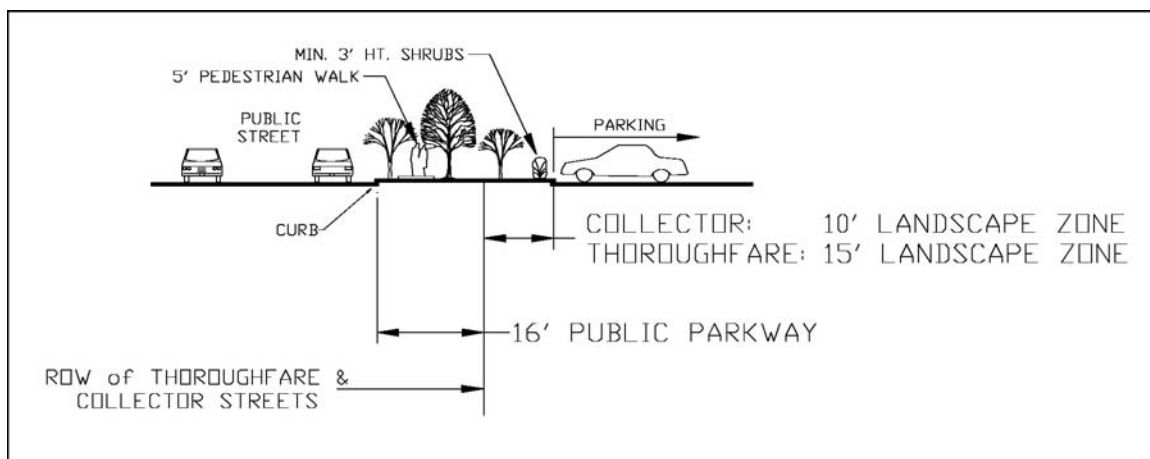 MIN. 3' HT. SHRUBS
5' PEDESTRIAN WALK
PUBLIC
STREET
PARKING
CURB
COLLECTOR: 10' LANDSCAPE ZONE
THOROUGHFARE: 15' LANDSCAPE ZONE
16' PUBLIC PARKWAY
ROW of THOROUGHFARE &
COLLECTOR STREETS